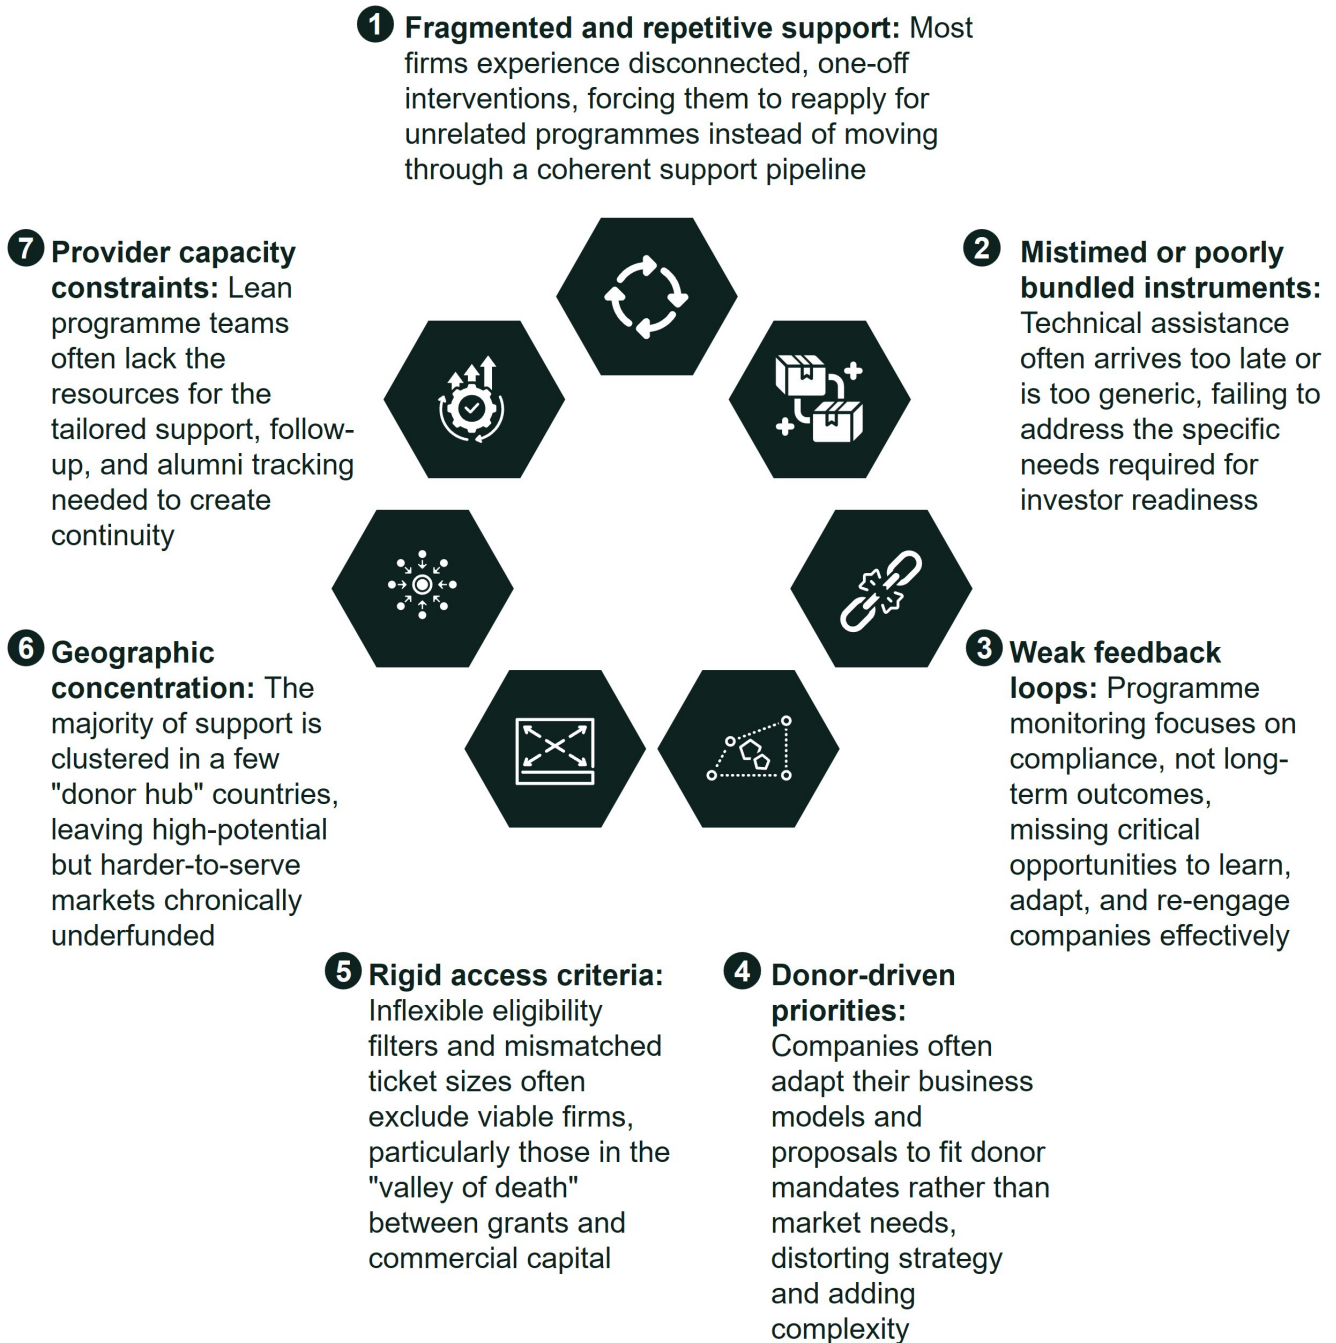 1 Fragmented and repetitive support: Most
firms experience disconnected, one-off
interventions, forcing them to reapply for
unrelated programmes instead of moving
through a coherent support pipeline
2 Mistimed or poorly
bundled instruments:
Technical assistance
often arrives too late or
is too generic, failing to
address the specific
needs required for
investor readiness
3 Weak feedback
loops: Programme
monitoring focuses on
compliance, not long-
term outcomes,
missing critical
opportunities to learn,
adapt, and re-engage
companies effectively
4 Donor-driven
priorities:
Companies often
adapt their business
models and
proposals to fit donor
mandates rather than
market needs,
distorting strategy
and adding
complexity
5 Rigid access criteria:
Inflexible eligibility
filters and mismatched
ticket sizes often
exclude viable firms,
particularly those in the
"valley of death"
between grants and
commercial capital
6 Geographic
concentration: The
majority of support is
clustered in a few
"donor hub" countries,
leaving high-potential
but harder-to-serve
markets chronically
underfunded
7 Provider capacity
constraints: Lean
programme teams
often lack the
resources for the
tailored support, follow-
up, and alumni tracking
needed to create
continuity